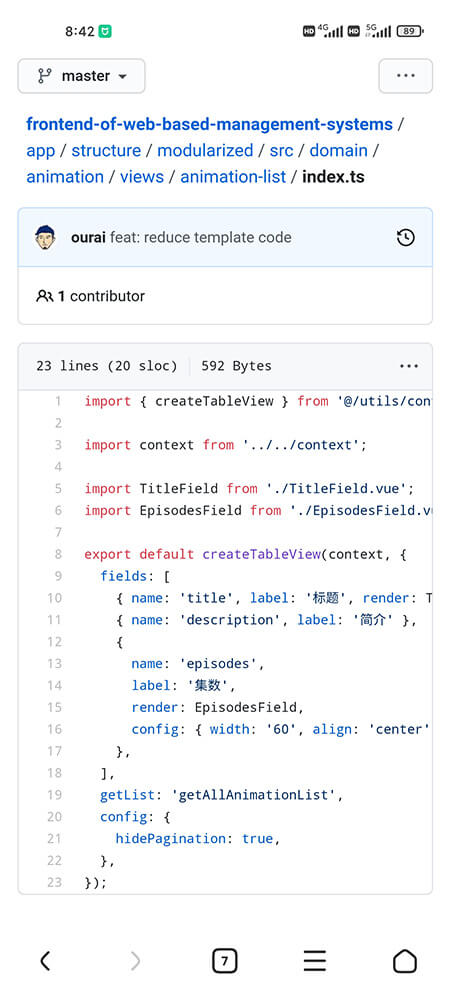 8:42 HD 4G HD 5G 89
master
frontend-of-web-based-management-systems /
app / structure / modularized / src / domain /
animation / views / animation-list / index.ts
ourai feat: reduce template code
1 contributor
23 lines (20 sloc) 592 Bytes
1 import { createTableView } from '@/utils/con
2
3 import context from '../../context';
4
5 import TitleField from './TitleField.vue';
6 import EpisodesField from './EpisodesField.vu
7
8 export default createTableView(context, {
9 fields: [
10 { name: 'title', label: '标题', render: T
11 { name: 'description', label: '简介' },
12 {
13 name: 'episodes',
14 label: '集数',
15 render: EpisodesField,
16 config: { width: '60', align: 'center'
17 },
18 ],
19 getList: 'getAllAnimationList',
20 config: {
21 hidePagination: true,
22 },
23 });
7